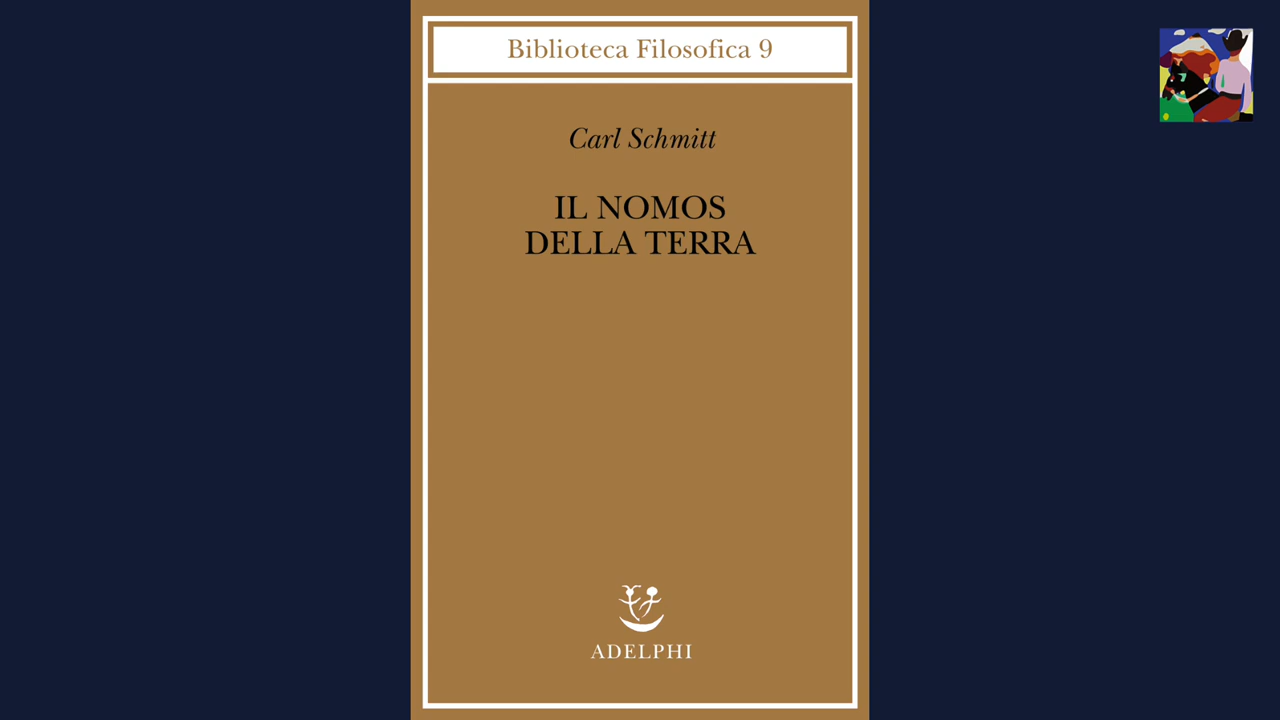 Biblioteca Filosofica 9
Carl Schmitt
IL NOMOS
DELLA TERRA
ADELPHI